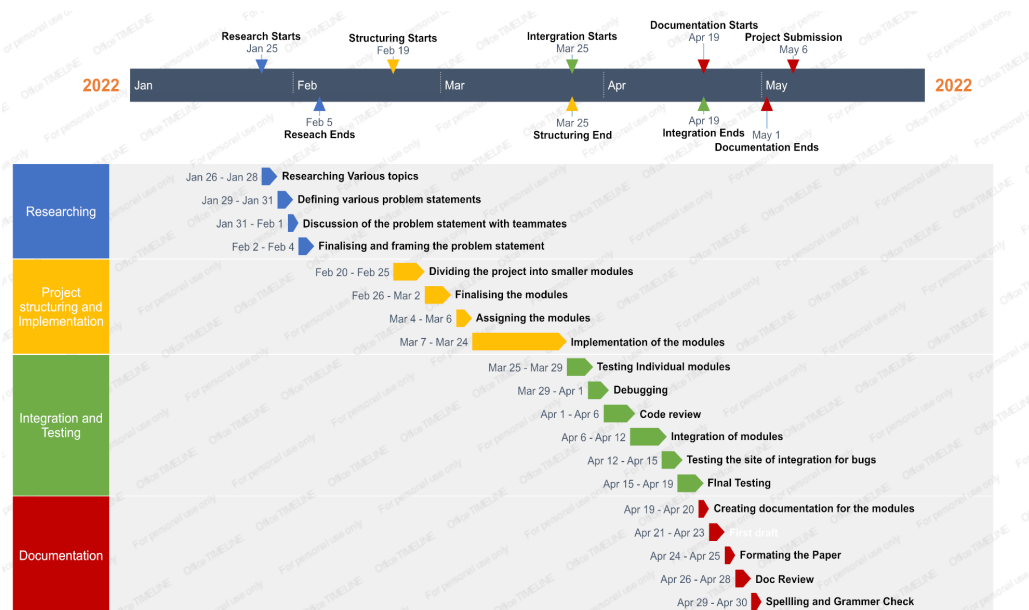 Documentation Starts
Research Starts
Structuring Starts
Intergration Starts
Apr 19
Project Submission
Jan 25
Feb 19
Mar 25
May 6
2022
Jan
Feb
Mar
Apr
May
2022
Feb 5
Mar 25
Apr 19
May 1
Reseach Ends
Structuring End
Integration Ends
Documentation Ends
Researching
Jan 26 - Jan 28 Researching Various topics
Jan 29 - Jan 31 Defining various problem statements
Jan 31 - Feb 1 Discussion of the problem statement with teammates
Feb 2 - Feb 4 Finalising and framing the problem statement
Project
structuring and
Implementation
Feb 20 - Feb 25 Dividing the project into smaller modules
Feb 26 - Mar 2 Finalising the modules
Mar 4 - Mar 6 Assigning the modules
Mar 7 - Mar 24 Implementation of the modules
Integration and
Testing
Mar 25 - Mar 29 Testing Individual modules
Mar 29 - Apr 1 Debugging
Apr 1 - Apr 6 Code review
Apr 6 - Apr 12 Integration of modules
Apr 12 - Apr 15 Testing the site of integration for bugs
Apr 15 - Apr 19 FInal Testing
Documentation
Apr 19 - Apr 20 Creating documentation for the modules
Apr 21 - Apr 23 First draft
Apr 24 - Apr 25 Formating the Paper
Apr 26 - Apr 28 Doc Review
Apr 29 - Apr 30 Spellling and Grammer Check
For personal use only
Office TIMELINE